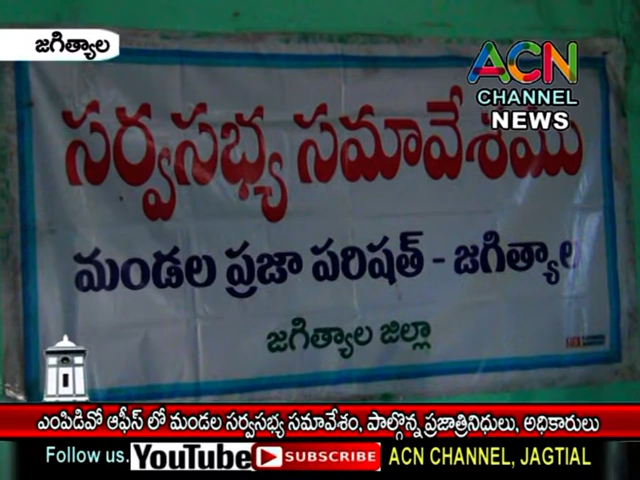 జగిత్యాల
ACN
CHANNEL
NEWS
సర్వసభ్య సమావేశము
మండల ప్రజా పరిషత్ - జగిత్యాల
జగిత్యాల జిల్లా
ఎంపిడివో ఆఫీస్ లో మండల సర్వసభ్య సమావేశం, పాల్గొన్న ప్రజాత్రినిధులు, అధికారులు
Follow us. YouTube SUBSCRIBE ACN CHANNEL, JAGTIAL